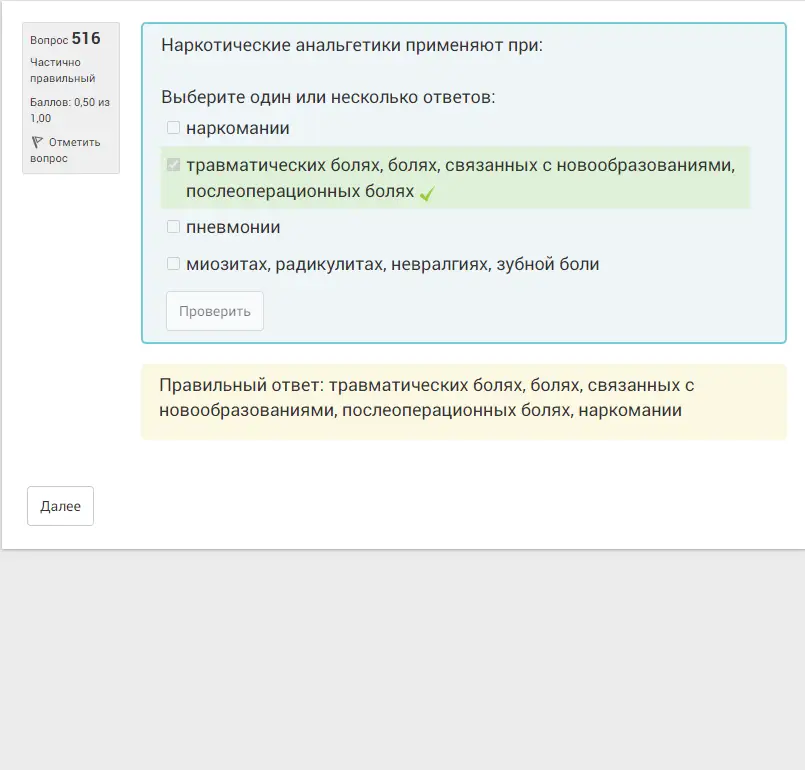 Вопрос 516
Частично
правильный
Баллов: 0,50 из
1,00
Отметить
вопрос
Наркотические анальгетики применяют при:
Выберите один или несколько ответов:
наркомании
травматических болях, болях, связанных с новообразованиями,
послеоперационных болях
пневмонии
миозитах, радикулитах, невралгиях, зубной боли
Проверить
Правильный ответ: травматических болях, болях, связанных с
новообразованиями, послеоперационных болях, наркомании
Далее